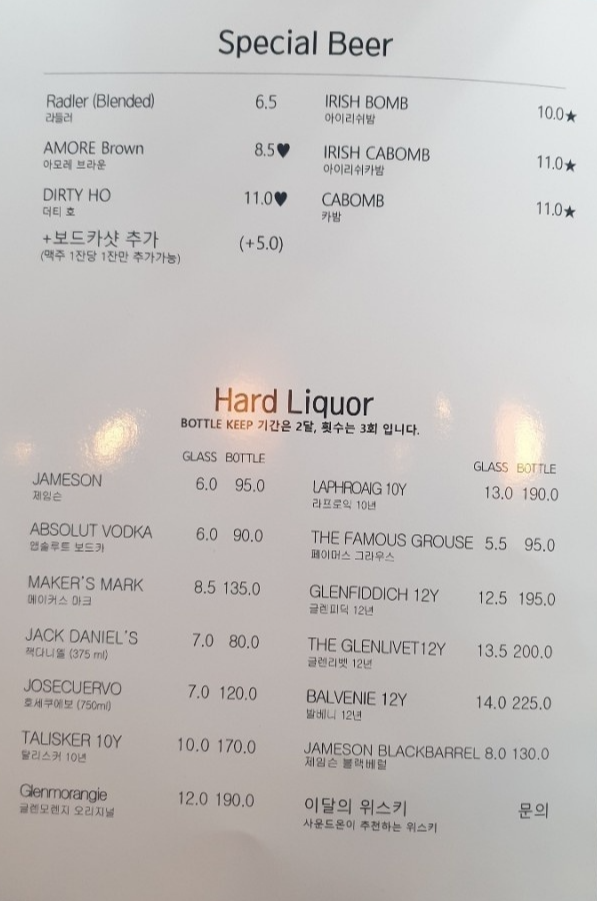 Special Beer
Radler (Blended) 6.5
라들러
AMORE Brown 8.5♥
아모레 브라운
DIRTY HO 11.0♥
더티 호
+보드카샷 추가 (+5.0)
(맥주 1잔당 1잔만 추가가능)
IRISH BOMB 10.0★
아이리쉬밤
IRISH CABOMB 11.0★
아이리쉬카밤
CABOMB 11.0★
카밤
Hard Liquor
BOTTLE KEEP 기간은 2달, 횟수는 3회 입니다.
GLASS BOTTLE
JAMESON 6.0 95.0
제임슨
ABSOLUT VODKA 6.0 90.0
앱솔루트 보드카
MAKER'S MARK 8.5 135.0
메이커스 마크
JACK DANIEL'S 7.0 80.0
잭다니엘 (375 ml)
JOSECUERVO 7.0 120.0
호세쿠에보 (750ml)
TALISKER 10Y 10.0 170.0
탈리스커 10년
Glenmorangie 12.0 190.0
글렌모렌지 오리지널
GLASS BOTTLE
LAPHROAIG 10Y 13.0 190.0
라프로익 10년
THE FAMOUS GROUSE 5.5 95.0
페이머스 그라우스
GLENFIDDICH 12Y 12.5 195.0
글렌피딕 12년
THE GLENLIVET12Y 13.5 200.0
글렌리벳 12년
BALVENIE 12Y 14.0 225.0
발베니 12년
JAMESON BLACKBARREL 8.0 130.0
제임슨 블랙베럴
이달의 위스키 문의
사운드온이 추천하는 위스키